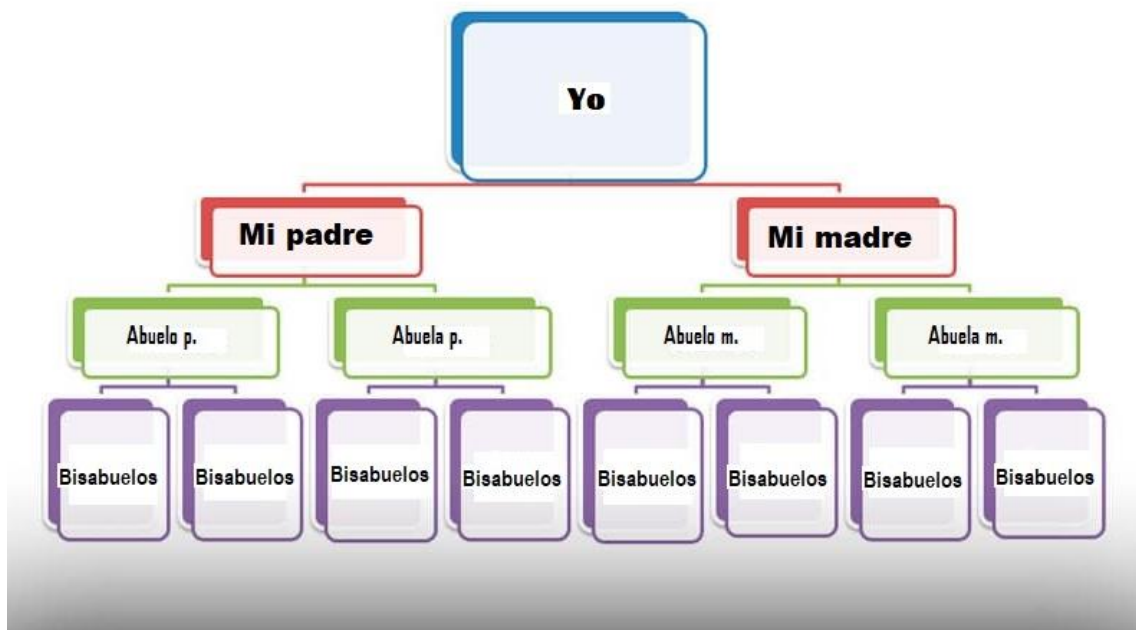 Yo
Mi padre
Mi madre
Abuelo p.
Abuela p.
Abuelo m.
Abuela m.
Bisabuelos
Bisabuelos
Bisabuelos
Bisabuelos
Bisabuelos
Bisabuelos
Bisabuelos
Bisabuelos